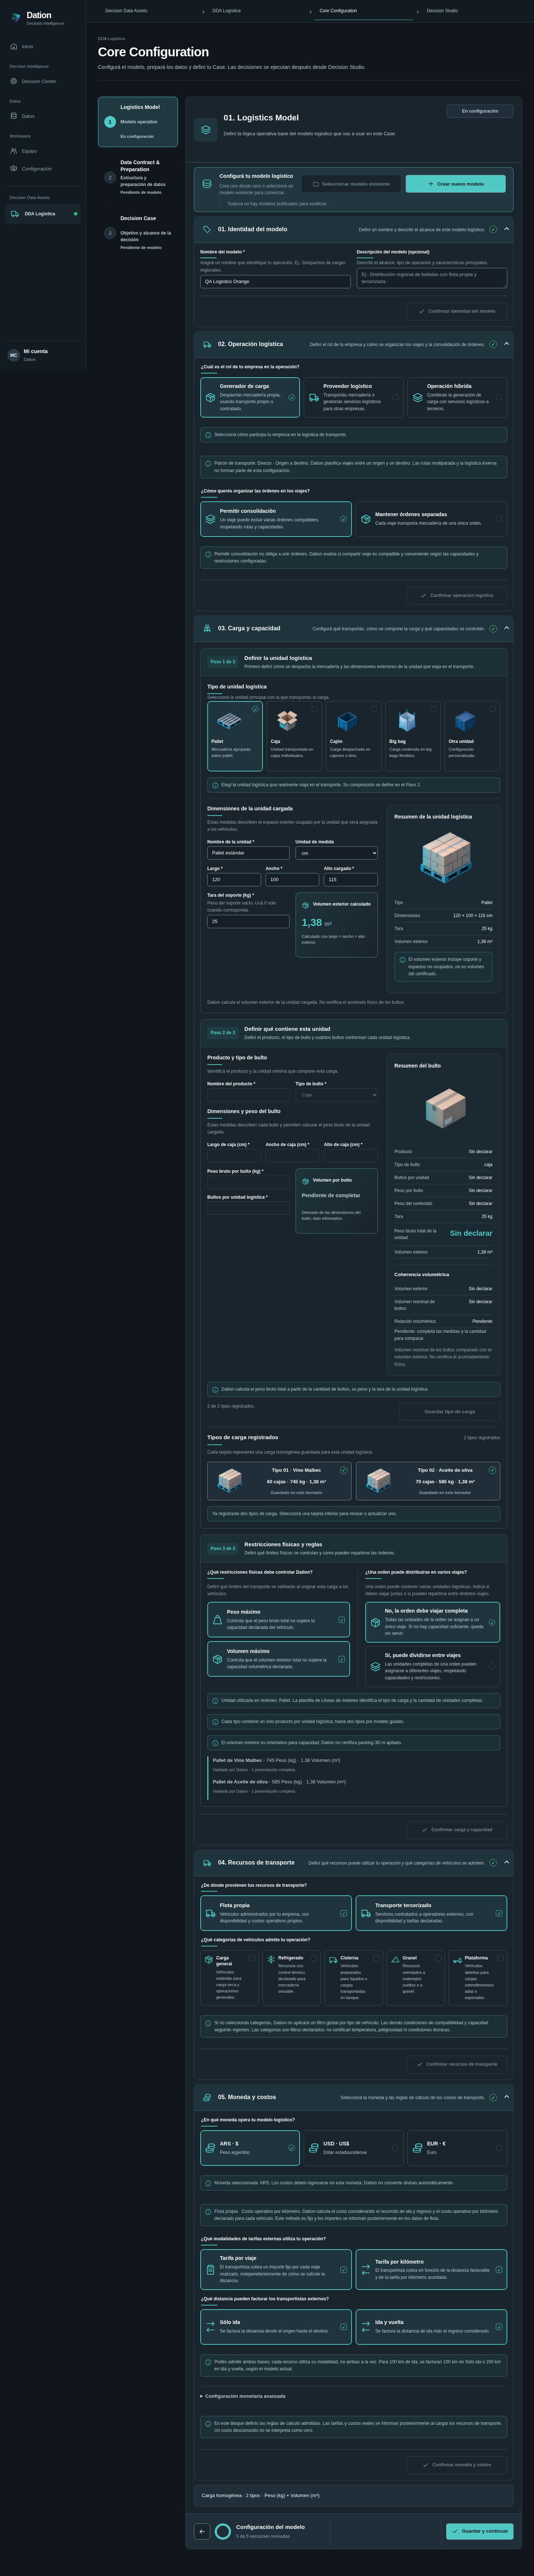 Dation
Decision Intelligence
Inicio
Decision Intelligence
Decision Center
Datos
Datos
Workspace
Equipo
Configuración
Decision Data Assets
DDA Logística
MC
Mi cuenta
Dation
Decision Data Assets
DDA Logística
Core Configuration
Decision Studio
DDA Logística
Core Configuration
Configurá el modelo, prepará los datos y definí tu Case. Las decisiones se ejecutan después desde Decision Studio.
Logistics Model
1
Modelo operativo
En configuración
Data Contract &
Preparation
2
Estructura y
preparación de datos
Pendiente de modelo
Decision Case
3
Objetivo y alcance de la
decisión
Pendiente de modelo
01. Logistics Model
Definí la lógica operativa base del modelo logístico que vas a usar en este Case.
En configuración
Configurá tu modelo logístico
Creá uno desde cero o seleccioná un
modelo existente para comenzar.
Todavía no hay modelos publicados para reutilizar.
Seleccionar modelo existente
Crear nuevo modelo
01. Identidad del modelo
Definí un nombre y describí el alcance de este modelo logístico.
Nombre del modelo *
Asigná un nombre que identifique tu operación. Ej.: Despachos de cargas
regionales.
QA Logistics Orange
Descripción del modelo (opcional)
Describí el alcance, tipo de operación y características principales.
Ej.: Distribución regional de bebidas con flota propia y
tercerizada.
Confirmar identidad del modelo
02. Operación logística
Definí el rol de tu empresa y cómo se organizan los viajes y la consolidación de órdenes.
¿Cuál es el rol de tu empresa en la operación?
Generador de carga
Despachás mercadería propia,
usando transporte propio o
contratado.
Proveedor logístico
Transportás mercadería o
gestionás servicios logísticos
para otras empresas.
Operación híbrida
Combinás la generación de
carga con servicios logísticos a
terceros.
Seleccioná cómo participa tu empresa en la logística de transporte.
Patrón de transporte: Directo · Origen a destino. Dation planifica viajes entre un origen y un destino. Las rutas multiparada y la logística inversa
no forman parte de esta configuración.
¿Cómo querés organizar las órdenes en los viajes?
Permitir consolidación
Un viaje puede incluir varias órdenes compatibles,
respetando rutas y capacidades.
Mantener órdenes separadas
Cada viaje transporta mercadería de una única orden.
Permitir consolidación no obliga a unir órdenes. Dation evalúa si compartir viaje es compatible y conveniente según las capacidades y
restricciones configuradas.
Confirmar operación logística
03. Carga y capacidad
Configurá qué transportás, cómo se compone la carga y qué capacidades se controlan.
Paso 1 de 3
Definir la unidad logística
Primero definí cómo se despacha la mercadería y las dimensiones exteriores de la unidad que viaja en el transporte.
Tipo de unidad logística
Seleccioná la unidad principal con la que transportás la carga.
Pallet
Mercadería agrupada
sobre pallet.
Caja
Unidad transportada en
cajas individuales.
Cajón
Carga despachada en
cajones o bins.
Big bag
Carga contenida en big
bags flexibles.
Otra unidad
Configuración
personalizada.
Elegí la unidad logística que realmente viaja en el transporte. Su composición se define en el Paso 2.
Dimensiones de la unidad cargada
Estas medidas describen el espacio exterior ocupado por la unidad que será asignada
a los vehículos.
Nombre de la unidad *
Pallet estándar
Unidad de medida
cm
Largo *
120
Ancho *
100
Alto cargado *
115
Tara del soporte (kg) *
Peso del soporte vacío. Usá 0 sólo
cuando corresponda.
25
Volumen exterior calculado
1,38 m³
Calculado con largo × ancho × alto
exterior.
Resumen de la unidad logística
Tipo Pallet
Dimensiones 120 × 100 × 115 cm
Tara 25 kg
Volumen exterior 1,38 m³
El volumen exterior incluye soporte y
espacios no ocupados; no es volumen
útil certificado.
Dation calcula el volumen exterior de la unidad cargada. No certifica el acomodo físico de los bultos.
Paso 2 de 3
Definir qué contiene esta unidad
Definí el producto, el tipo de bulto y cuántos bultos conforman cada unidad logística.
Producto y tipo de bulto
Identifica el producto y la unidad mínima que compone esta carga.
Nombre del producto *
Tipo de bulto *
Caja
Dimensiones y peso del bulto
Estas medidas describen cada bulto y permiten calcular el peso bruto de la unidad
cargada.
Largo de caja (cm) *
Ancho de caja (cm) *
Alto de caja (cm) *
Peso bruto por bulto (kg) *
Bultos por unidad logística *
Volumen por bulto
Pendiente de completar
Derivado de las dimensiones del
bulto; dato informativo.
Resumen del bulto
Producto Sin declarar
Tipo de bulto caja
Bultos por unidad Sin declarar
Peso por bulto Sin declarar
Peso del contenido Sin declarar
Tara 25 kg
Peso bruto total de la
unidad
Sin declarar
Volumen exterior 1,38 m³
Coherencia volumétrica
Volumen exterior Sin declarar
Volumen nominal de
bultos
Sin declarar
Relación volumétrica Pendiente
Pendiente: completá las medidas y la cantidad
para comparar.
Volumen nominal de los bultos comparado con el
volumen exterior. No certifica el acomodamiento
físico.
Dation calcula el peso bruto total a partir de la cantidad de bultos, su peso y la tara de la unidad logística.
2 de 2 tipos registrados.
Guardar tipo de carga
Tipos de carga registrados
2 tipos registrados
Cada tarjeta representa una carga homogénea guardada para esta unidad logística.
Tipo 01 · Vino Malbec
60 cajas · 745 kg · 1,38 m³
Guardado en este borrador
Tipo 02 · Aceite de oliva
70 cajas · 585 kg · 1,38 m³
Guardado en este borrador
Ya registraste dos tipos de carga. Seleccioná una tarjeta inferior para revisar o actualizar uno.
Paso 3 de 3
Restricciones físicas y reglas
Definí qué límites físicos se controlan y cómo pueden repartirse las órdenes.
¿Qué restricciones físicas debe controlar Dation?
Definí qué límites del transporte se validarán al asignar esta carga a los
vehículos.
Peso máximo
Controla que el peso bruto total no supere la
capacidad declarada del vehículo.
Volumen máximo
Controla que el volumen exterior total no supere la
capacidad volumétrica declarada.
¿Una orden puede distribuirse en varios viajes?
Una orden puede contener varias unidades logísticas. Indicá si
deben viajar juntas o si pueden repartirse entre distintos viajes.
No, la orden debe viajar completa
Todas las unidades de la orden se asignan a un
único viaje. Si no hay capacidad suficiente, queda
sin servir.
Sí, puede dividirse entre viajes
Las unidades completas de una orden pueden
asignarse a diferentes viajes, respetando
capacidades y restricciones.
Unidad utilizada en órdenes: Pallet. La plantilla de Líneas de órdenes identifica el tipo de carga y la cantidad de unidades completas.
Cada tipo contiene un solo producto por unidad logística; hasta dos tipos por modelo guiado.
El volumen exterior es orientativo para capacidad; Dation no certifica packing 3D ni apilado.
Pallet de Vino Malbec · 745 Peso (kg) · 1.38 Volumen (m³)
Validado por Dation · 1 presentación completa
Pallet de Aceite de oliva · 585 Peso (kg) · 1.38 Volumen (m³)
Validado por Dation · 1 presentación completa
Confirmar carga y capacidad
04. Recursos de transporte
Definí qué recursos puede utilizar tu operación y qué categorías de vehículos se admiten.
¿De dónde provienen tus recursos de transporte?
Flota propia
Vehículos administrados por tu empresa, con
disponibilidad y costos operativos propios.
Transporte tercerizado
Servicios contratados a operadores externos, con
disponibilidad y tarifas declaradas.
¿Qué categorías de vehículos admite tu operación?
Carga
general
Vehículos
estándar para
carga seca y
operaciones
generales.
Refrigerado
Recursos con
control térmico
declarado para
mercadería
sensible.
Cisterna
Vehículos
preparados
para líquidos o
cargas
transportadas
en tanque.
Granel
Recursos
orientados a
materiales
sueltos o a
granel.
Plataforma
Vehículos
abiertos para
cargas
sobredimension
adas o
especiales.
Si no seleccionás categorías, Dation no aplicará un filtro global por tipo de vehículo. Las demás condiciones de compatibilidad y capacidad
seguirán vigentes. Las categorías son filtros declarados; no certifican temperatura, peligrosidad ni condiciones técnicas.
Confirmar recursos de transporte
05. Moneda y costos
Seleccioná la moneda y las reglas de cálculo de los costos de transporte.
¿En qué moneda opera tu modelo logístico?
ARS · $
Peso argentino
USD · US$
Dólar estadounidense
EUR · €
Euro
Moneda seleccionada: ARS. Los costos deben ingresarse en esta moneda; Dation no convierte divisas automáticamente.
Flota propia · Costo operativo por kilómetro. Dation calcula el costo considerando el recorrido de ida y regreso y el costo operativo por kilómetro
declarado para cada vehículo. Este método es fijo y los importes se informan posteriormente en los datos de flota.
¿Qué modalidades de tarifas externas utiliza tu operación?
Tarifa por viaje
El transportista cobra un importe fijo por cada viaje
realizado, independientemente de cómo se calcule la
distancia.
Tarifa por kilómetro
El transportista cobra en función de la distancia facturable
y de la tarifa por kilómetro acordada.
¿Qué distancia pueden facturar los transportistas externos?
Sólo ida
Se factura la distancia desde el origen hasta el destino.
Ida y vuelta
Se factura la distancia de ida más el regreso considerado.
Podés admitir ambas bases; cada recurso utiliza su modalidad, no ambas a la vez. Para 100 km de ida, se facturan 100 km en Sólo ida o 200 km
en Ida y vuelta, según el modelo actual.
Configuración monetaria avanzada
En este bloque definís las reglas de cálculo admitidas. Las tarifas y costos reales se informan posteriormente al cargar los recursos de transporte.
Un costo desconocido no se interpreta como cero.
Confirmar moneda y costos
Carga homogénea · 2 tipos · Peso (kg) + Volumen (m³)
Configuración del modelo
5 de 5 secciones revisadas
Guardar y continuar